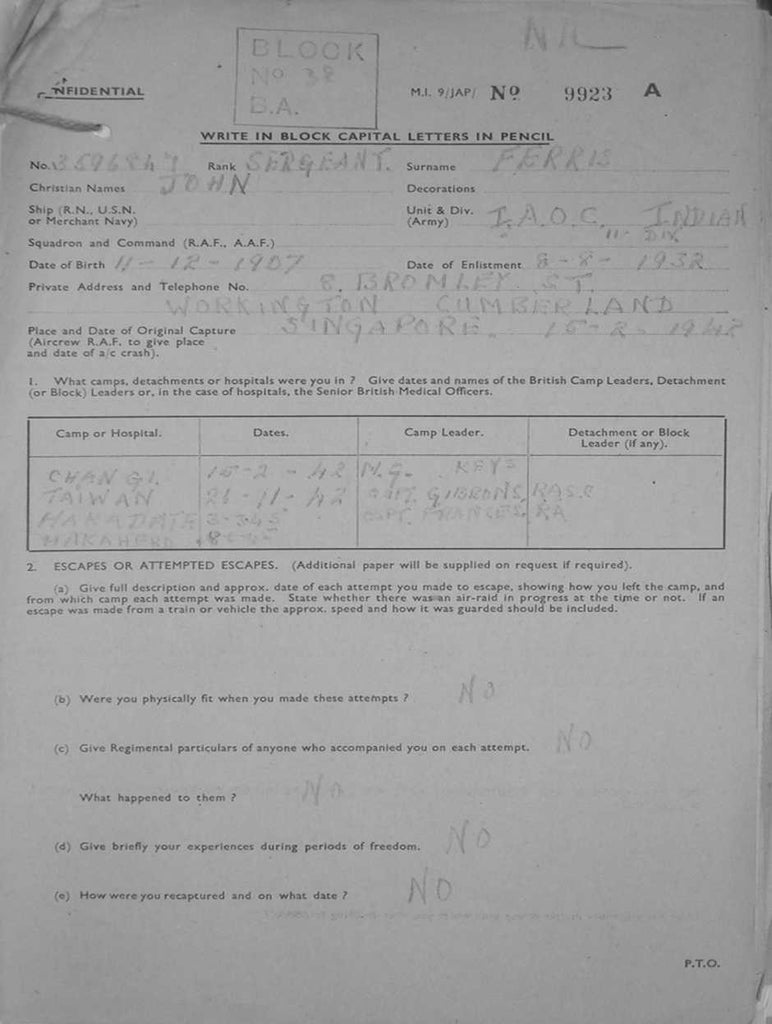 BLOCK
No 38
B.A.
NIL
NFIDENTIAL
M.I. 9/JAP/ No 9923 A
WRITE IN BLOCK CAPITAL LETTERS IN PENCIL
No. 3596847 Rank SERGEANT. Surname FERRIS
Christian Names JOHN Decorations
Ship (R.N., U.S.N. or Merchant Navy) Unit & Div. (Army) I.A.O.C. INDIAN
11 DIV
Squadron and Command (R.A.F., A.A.F.)
Date of Birth 11-12-1907 Date of Enlistment 8-8-1932
Private Address and Telephone No. 8, BROMLEY ST.
WORKINGTON CUMBERLAND
Place and Date of Original Capture SINGAPORE. 15-2-1942
(Aircrew R.A.F. to give place
and date of a/c crash).
1. What camps, detachments or hospitals were you in ? Give dates and names of the British Camp Leaders, Detachment
(or Block) Leaders or, in the case of hospitals, the Senior British Medical Officers.
Camp or Hospital. Dates. Camp Leader. Detachment or Block
Leader (if any).
CHANGI. 15-2-42 M.G. KEYS
TAIWAN 21-11-42 CAPT. GIBBONS, RASC
HAKADATE 3-3-45 CAPT. FRANCES, RA
2. ESCAPES OR ATTEMPTED ESCAPES. (Additional paper will be supplied on request if required).
(a) Give full description and approx. date of each attempt you made to escape, showing how you left the camp, and
from which camp each attempt was made. State whether there was an air-raid in progress at the time or not. If an
escape was made from a train or vehicle the approx. speed and how it was guarded should be included.
(b) Were you physically fit when you made these attempts ? NO
(c) Give Regimental particulars of anyone who accompanied you on each attempt. NO
What happened to them ? NO
(d) Give briefly your experiences during periods of freedom. NO
(e) How were you recaptured and on what date ? NO
P.T.O.